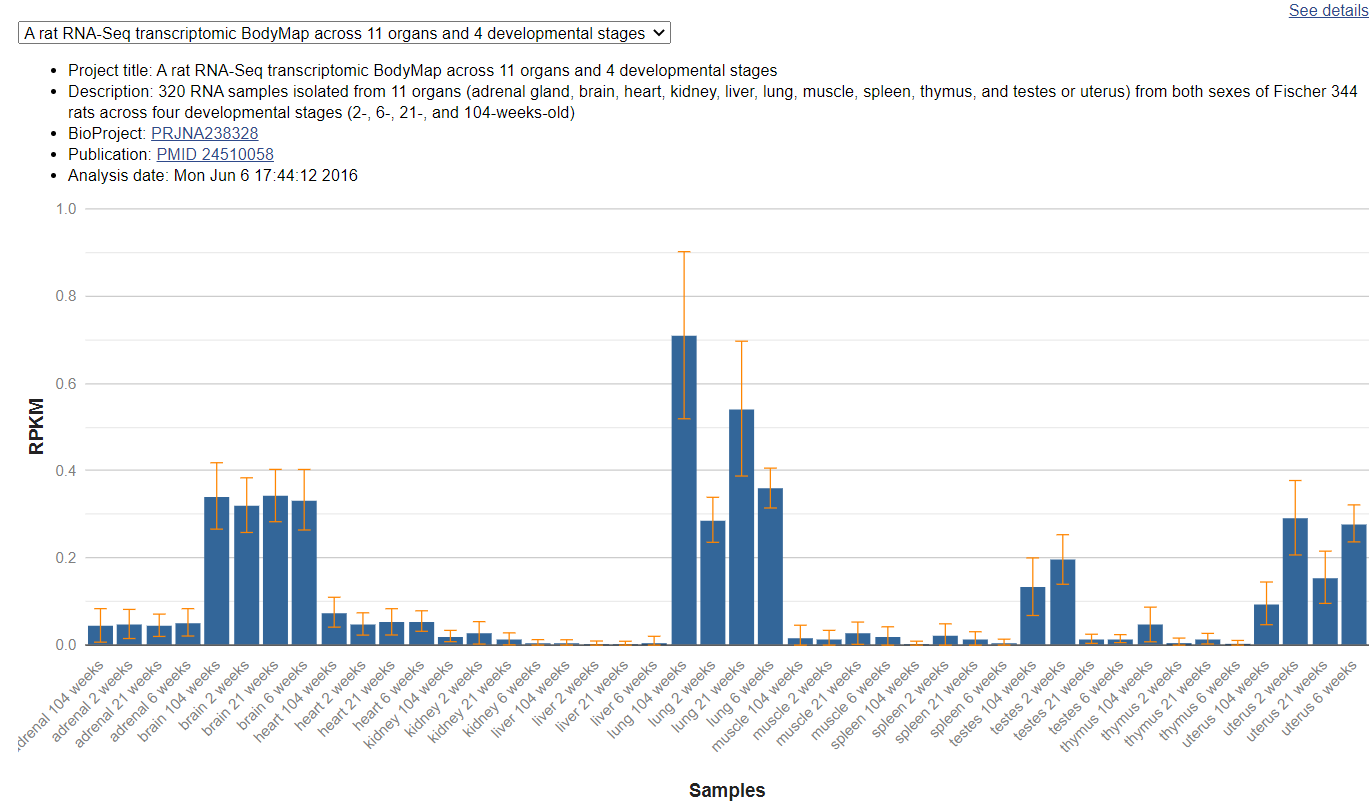 See details
A rat RNA-Seq transcriptomic BodyMap across 11 organs and 4 developmental stages
• Project title: A rat RNA-Seq transcriptomic BodyMap across 11 organs and 4 developmental stages
• Description: 320 RNA samples isolated from 11 organs (adrenal gland, brain, heart, kidney, liver, lung, muscle, spleen, thymus, and testes or uterus) from both sexes of Fischer 344
rats across four developmental stages (2-, 6-, 21-, and 104-weeks-old)
• BioProject: PRJNA238328
• Publication: PMID 24510058
• Analysis date: Mon Jun 6 17:44:12 2016
1.0
0.8
0.6
0.4
0.2
0.0
RPKM
drenal 104 weeks
adrenal 2 weeks
adrenal 21 weeks
adrenal 6 weeks
brain 104 weeks
brain 2 weeks
brain 21 weeks
brain 6 weeks
heart 104 weeks
heart 2 weeks
heart 21 weeks
heart 6 weeks
kidney 104 weeks
kidney 2 weeks
kidney 21 weeks
kidney 6 weeks
liver 104 weeks
liver 2 weeks
liver 21 weeks
liver 6 weeks
lung 104 weeks
lung 2 weeks
lung 21 weeks
lung 6 weeks
muscle 104 weeks
muscle 2 weeks
muscle 21 weeks
muscle 6 weeks
spleen 104 weeks
spleen 2 weeks
spleen 21 weeks
spleen 6 weeks
testes 104 weeks
testes 2 weeks
testes 21 weeks
testes 6 weeks
thymus 104 weeks
thymus 2 weeks
thymus 21 weeks
thymus 6 weeks
uterus 104 weeks
uterus 2 weeks
uterus 21 weeks
uterus 6 weeks
Samples